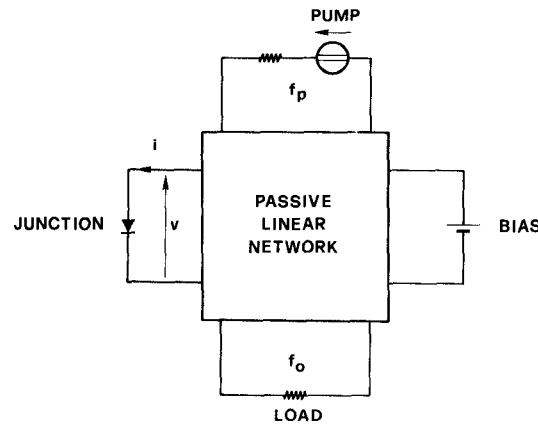 PUMP
f_p
i
JUNCTION
v
PASSIVE
LINEAR
NETWORK
BIAS
f_o
LOAD